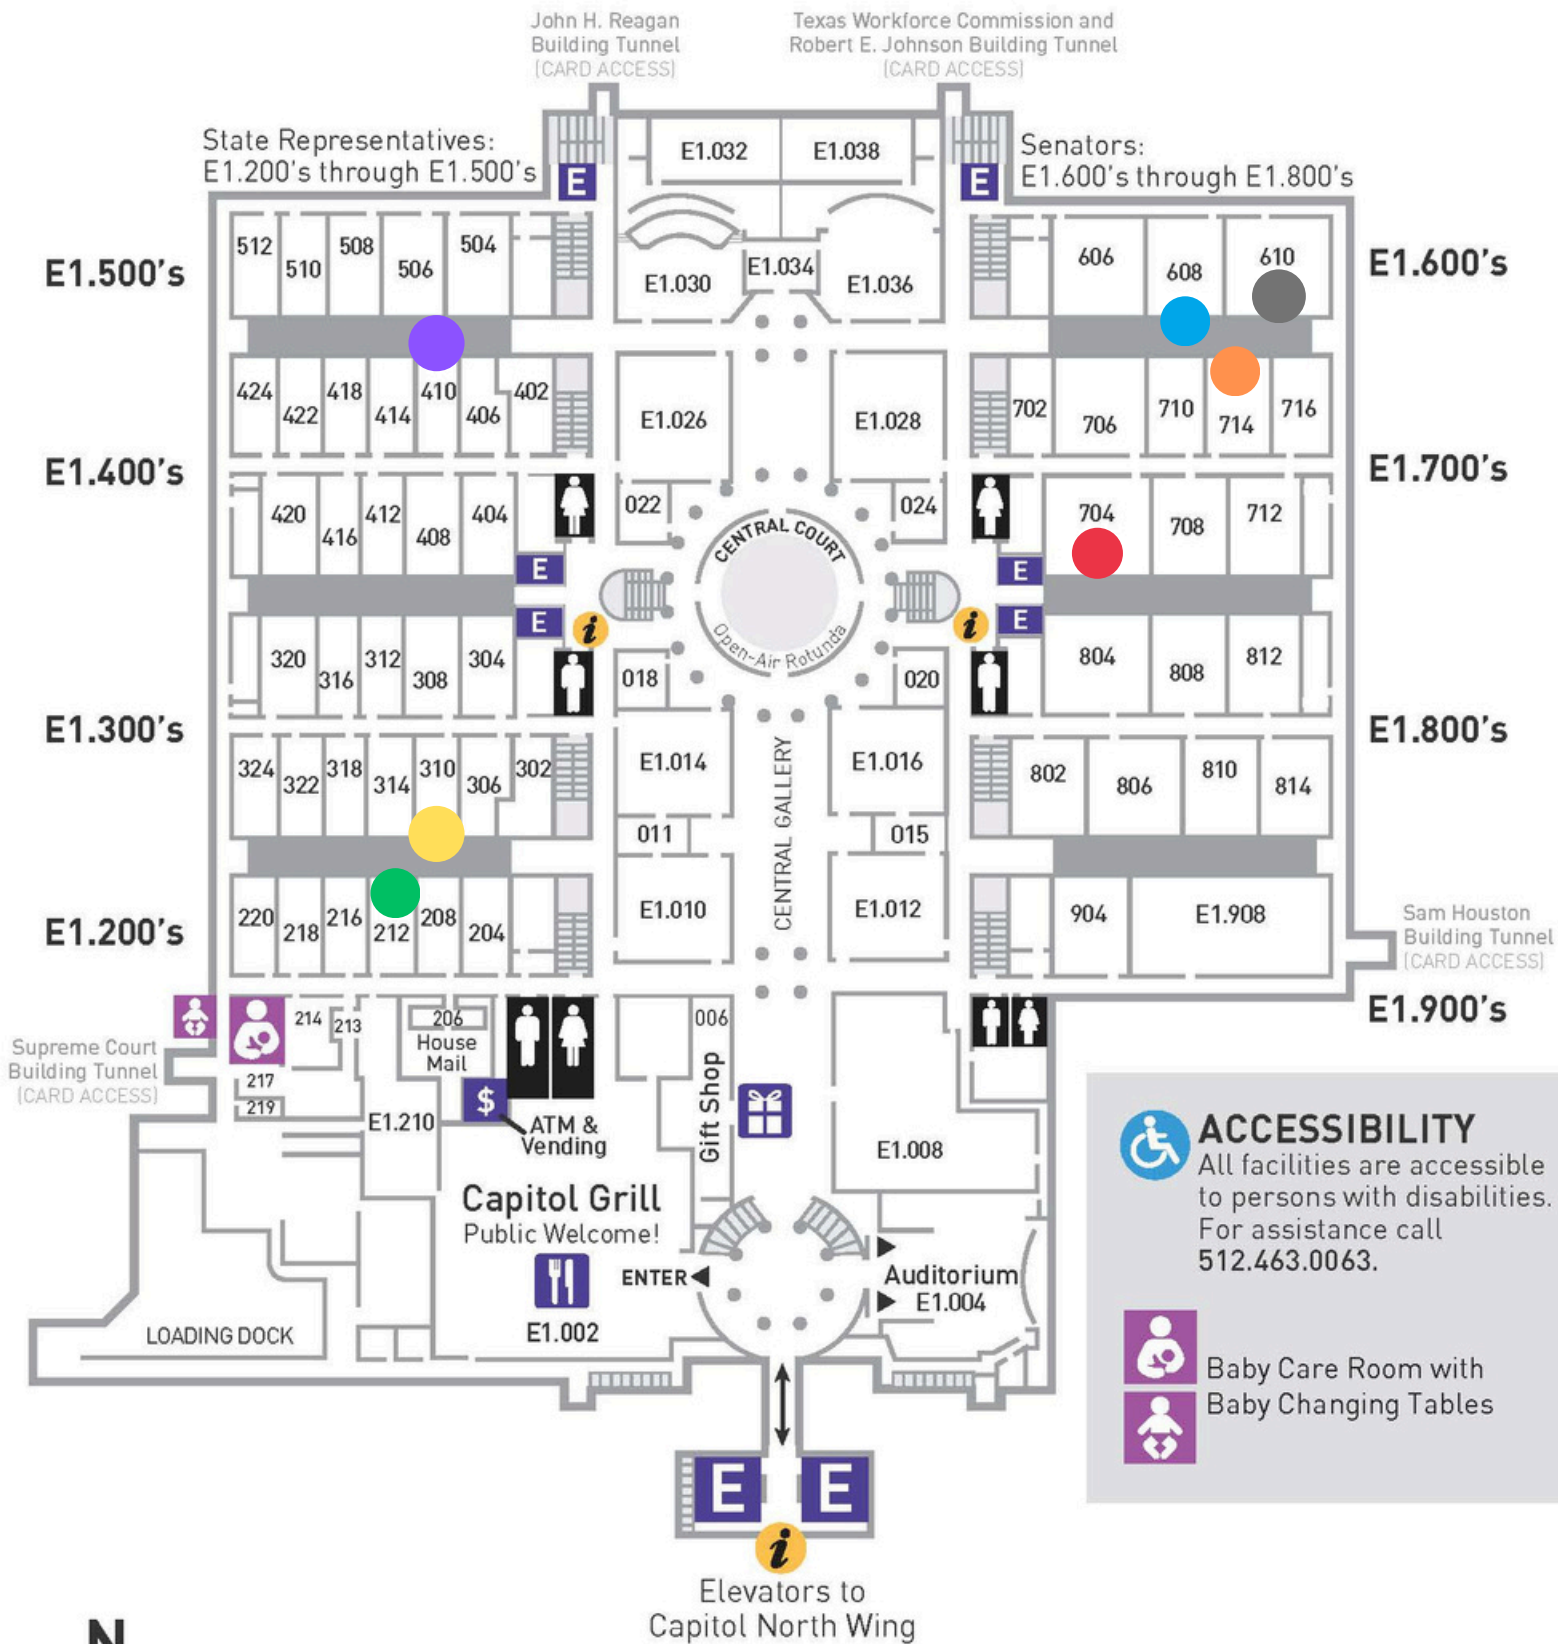 John H. Reagan
Building Tunnel
(CARD ACCESS)
Texas Workforce Commission and
Robert E. Johnson Building Tunnel
(CARD ACCESS)
State Representatives:
E1.200's through E1.500's
E
E1.032
E1.038
E
Senators:
E1.600's through E1.800's
E1.500's
512
510
508
506
504
E1.030
E1.034
E1.036
606
608
610
E1.600's
E1.400's
424
422
418
414
410
406
402
E1.026
E1.028
702
706
710
714
716
E1.700's
420
416
412
408
404
022
024
704
708
712
E
E
CENTRAL COURT
Open-Air Rotunda
E
E
i
i
E1.300's
320
316
312
308
304
018
020
804
808
812
E1.800's
324
322
318
314
310
306
302
E1.014
E1.016
802
806
810
814
011
015
CENTRAL GALLERY
E1.200's
220
218
216
212
208
204
E1.010
E1.012
904
E1.908
Sam Houston
Building Tunnel
(CARD ACCESS)
E1.900's
Supreme Court
Building Tunnel
(CARD ACCESS)
214
213
217
219
206
House
Mail
E1.210
$
ATM &
Vending
006
Gift Shop
E1.008
Capitol Grill
Public Welcome!
ENTER
E1.002
Auditorium
E1.004
LOADING DOCK
ACCESSIBILITY
All facilities are accessible
to persons with disabilities.
For assistance call
512.463.0063.
Baby Care Room with
Baby Changing Tables
E
E
i
Elevators to
Capitol North Wing
N